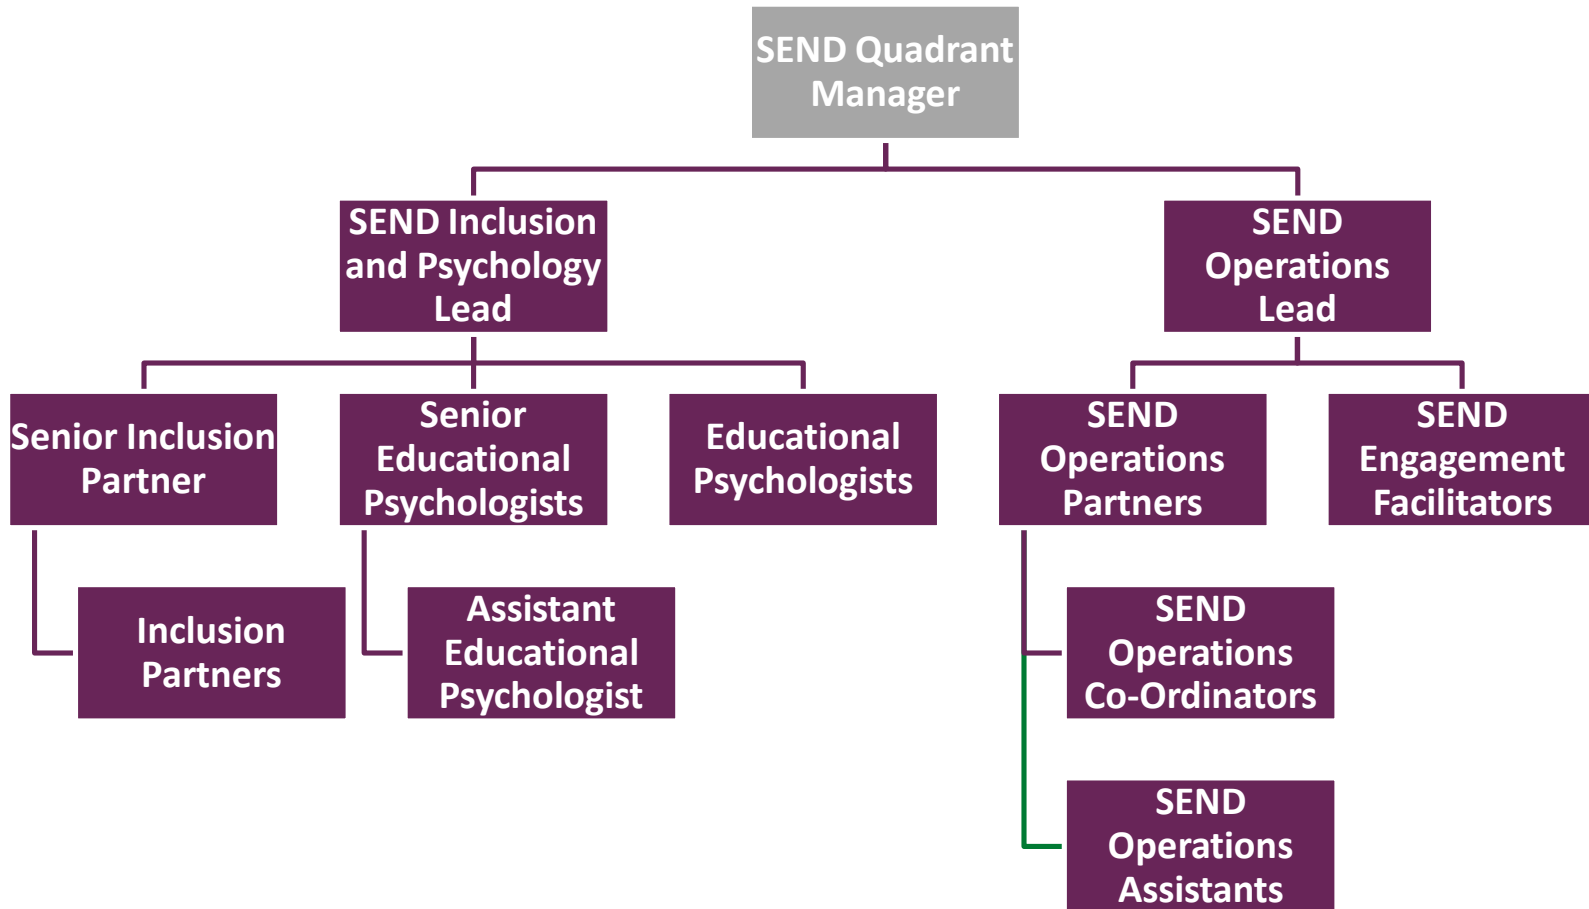 SEND Quadrant
Manager
SEND Inclusion
and Psychology
Lead
SEND
Operations
Lead
Senior Inclusion
Partner
Senior
Educational
Psychologists
Educational
Psychologists
SEND
Operations
Partners
SEND
Engagement
Facilitators
Inclusion
Partners
Assistant
Educational
Psychologist
SEND
Operations
Co-Ordinators
SEND
Operations
Assistants